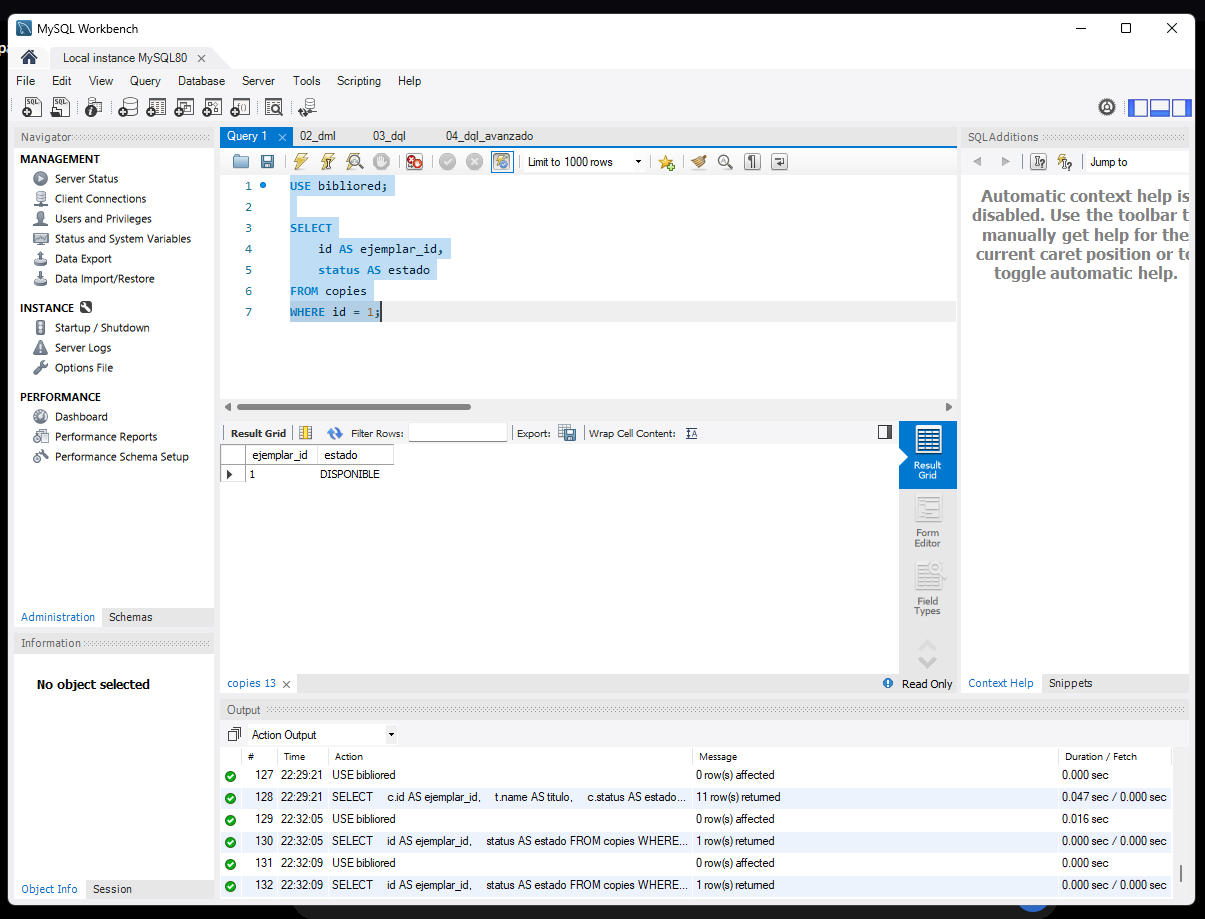 MySQL Workbench
Local instance MySQL80
File Edit View Query Database Server Tools Scripting Help
Navigator
MANAGEMENT
Server Status
Client Connections
Users and Privileges
Status and System Variables
Data Export
Data Import/Restore
INSTANCE
Startup / Shutdown
Server Logs
Options File
PERFORMANCE
Dashboard
Performance Reports
Performance Schema Setup
Administration Schemas
Information
No object selected
Object Info Session
Query 1 02_dml 03_dql 04_dql_avanzado
Limit to 1000 rows
1 USE bibliored;
2
3 SELECT
4 id AS ejemplar_id,
5 status AS estado
6 FROM copies
7 WHERE id = 1;
Result Grid Filter Rows: Export: Wrap Cell Content:
ejemplar_id estado
1 DISPONIBLE
Result Grid
Form Editor
Field Types
copies 13 Read Only
SQLAdditions
Jump to
Automatic context help is
disabled. Use the toolbar t
manually get help for the
current caret position or to
toggle automatic help.
Context Help Snippets
Output
Action Output
# Time Action Message Duration / Fetch
127 22:29:21 USE bibliored 0 row(s) affected 0.000 sec
128 22:29:21 SELECT c.id AS ejemplar_id, t.name AS titulo, c.status AS estado... 11 row(s) returned 0.047 sec / 0.000 sec
129 22:32:05 USE bibliored 0 row(s) affected 0.016 sec
130 22:32:05 SELECT id AS ejemplar_id, status AS estado FROM copies WHERE... 1 row(s) returned 0.000 sec / 0.000 sec
131 22:32:09 USE bibliored 0 row(s) affected 0.000 sec
132 22:32:09 SELECT id AS ejemplar_id, status AS estado FROM copies WHERE... 1 row(s) returned 0.000 sec / 0.000 sec